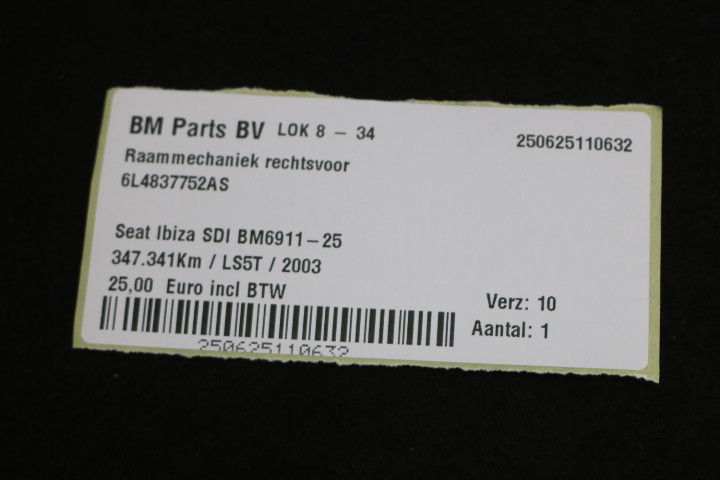 BM Parts BV LOK 8 - 34 250625110632
Raammechaniek rechtsvoor
6L4837752AS
Seat Ibiza SDI BM6911-25
347.341Km / LS5T / 2003
25,00 Euro incl BTW
Verz: 10
Aantal: 1
250625110632